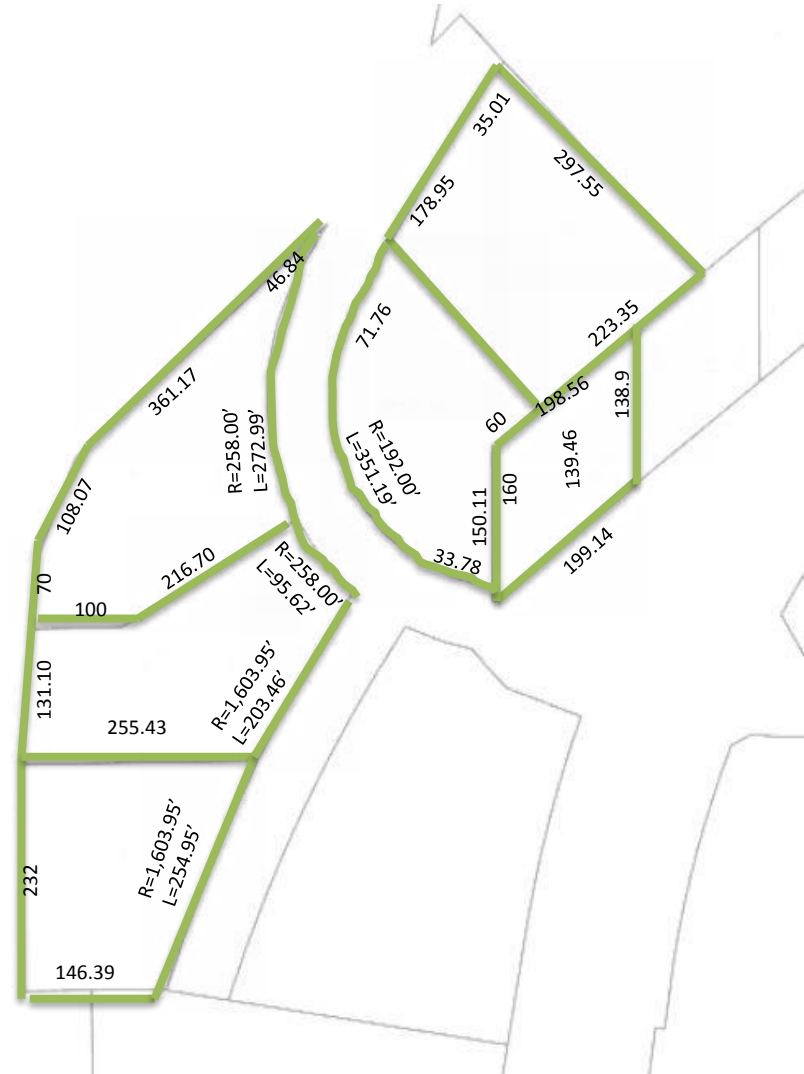 35.01
297.55
178.95
46.84
71.76
223.35
361.17
198.56
138.9
60
R=258.00’
L=272.99’
R=192.00’
L=351.19’
139.46
160
150.11
108.07
33.78
199.14
216.70
R=258.00’
L=95.62’
70
100
131.10
R=1,603.95’
L=203.46’
255.43
R=1,603.95’
L=254.95’
232
146.39